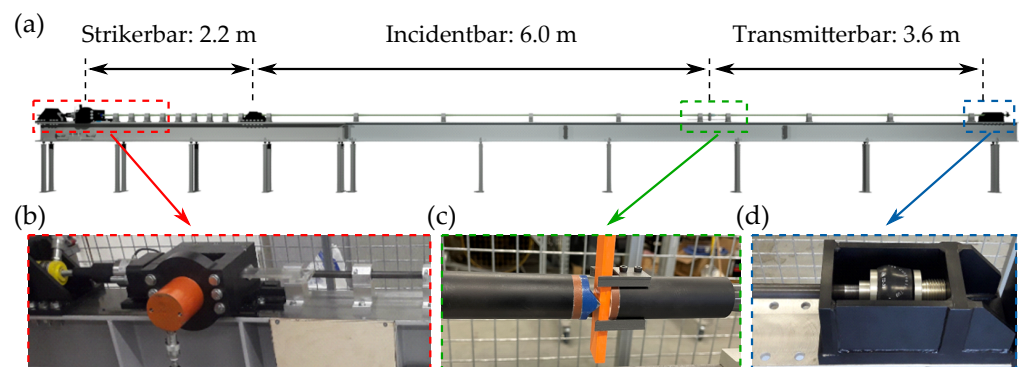 (a)
Strikerbar: 2.2 m
Incidentbar: 6.0 m
Transmitterbar: 3.6 m
(b)
(c)
(d)